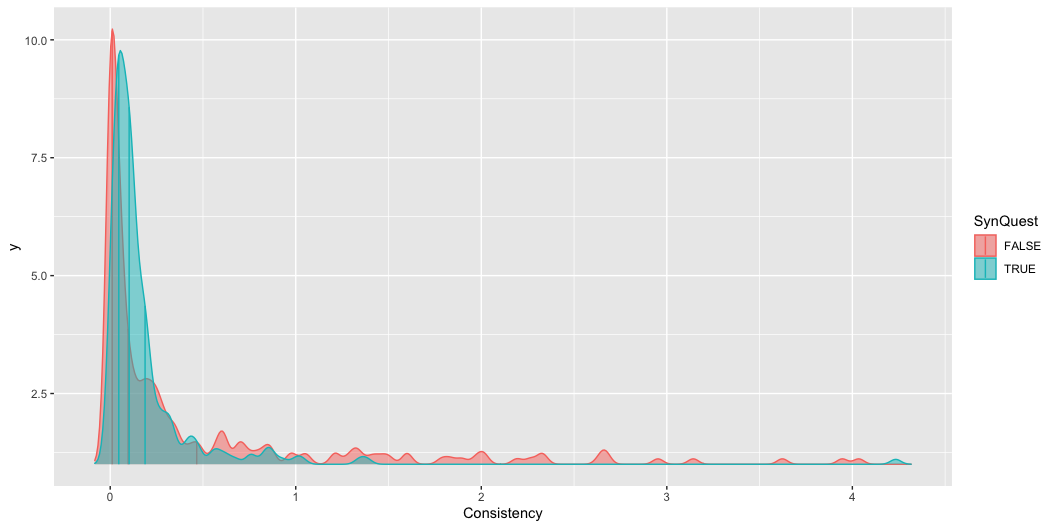 10.0
7.5
5.0
2.5
y
0 1 2 3 4
Consistency
SynQuest
FALSE
TRUE